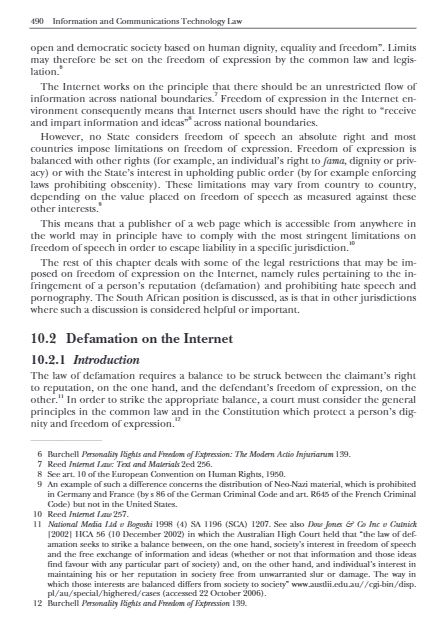 490 Information and Communications Technology Law
open and democratic society based on human dignity, equality and freedom”. Limits
may therefore be set on the freedom of expression by the common law and legis-
lation.6
The Internet works on the principle that there should be an unrestricted flow of
information across national boundaries.7 Freedom of expression in the Internet en-
vironment consequently means that Internet users should have the right to “receive
and impart information and ideas”8 across national boundaries.
However, no State considers freedom of speech an absolute right and most
countries impose limitations on freedom of expression. Freedom of expression is
balanced with other rights (for example, an individual’s right to fama, dignity or priv-
acy) or with the State’s interest in upholding public order (by for example enforcing
laws prohibiting obscenity). These limitations may vary from country to country,
depending on the value placed on freedom of speech as measured against these
other interests.9
This means that a publisher of a web page which is accessible from anywhere in
the world may in principle have to comply with the most stringent limitations on
freedom of speech in order to escape liability in a specific jurisdiction.10
The rest of this chapter deals with some of the legal restrictions that may be im-
posed on freedom of expression on the Internet, namely rules pertaining to the in-
fringement of a person’s reputation (defamation) and prohibiting hate speech and
pornography. The South African position is discussed, as is that in other jurisdictions
where such a discussion is considered helpful or important.
10.2 Defamation on the Internet
10.2.1 Introduction
The law of defamation requires a balance to be struck between the claimant’s right
to reputation, on the one hand, and the defendant’s freedom of expression, on the
other.11 In order to strike the appropriate balance, a court must consider the general
principles in the common law and in the Constitution which protect a person’s dig-
nity and freedom of expression.12
6 Burchell Personality Rights and Freedom of Expression: The Modern Actio Injuriarum 139.
7 Reed Internet Law: Text and Materials 2ed 256.
8 See art. 10 of the European Convention on Human Rights, 1950.
9 An example of such a difference concerns the distribution of Neo-Nazi material, which is prohibited
in Germany and France (by s 86 of the German Criminal Code and art. R645 of the French Criminal
Code) but not in the United States.
10 Reed Internet Law 257.
11 National Media Ltd v Bogoshi 1998 (4) SA 1196 (SCA) 1207. See also Dow Jones & Co Inc v Gutnick
[2002] HCA 56 (10 December 2002) in which the Australian High Court held that “the law of def-
amation seeks to strike a balance between, on the one hand, society’s interest in freedom of speech
and the free exchange of information and ideas (whether or not that information and those ideas
find favour with any particular part of society) and, on the other hand, and individual’s interest in
maintaining his or her reputation in society free from unwarranted slur or damage. The way in
which those interests are balanced differs from society to society” www.austlii.edu.au//cgi-bin/disp.
pl/au/special/highered/cases (accessed 22 October 2006).
12 Burchell Personality Rights and Freedom of Expression 139.